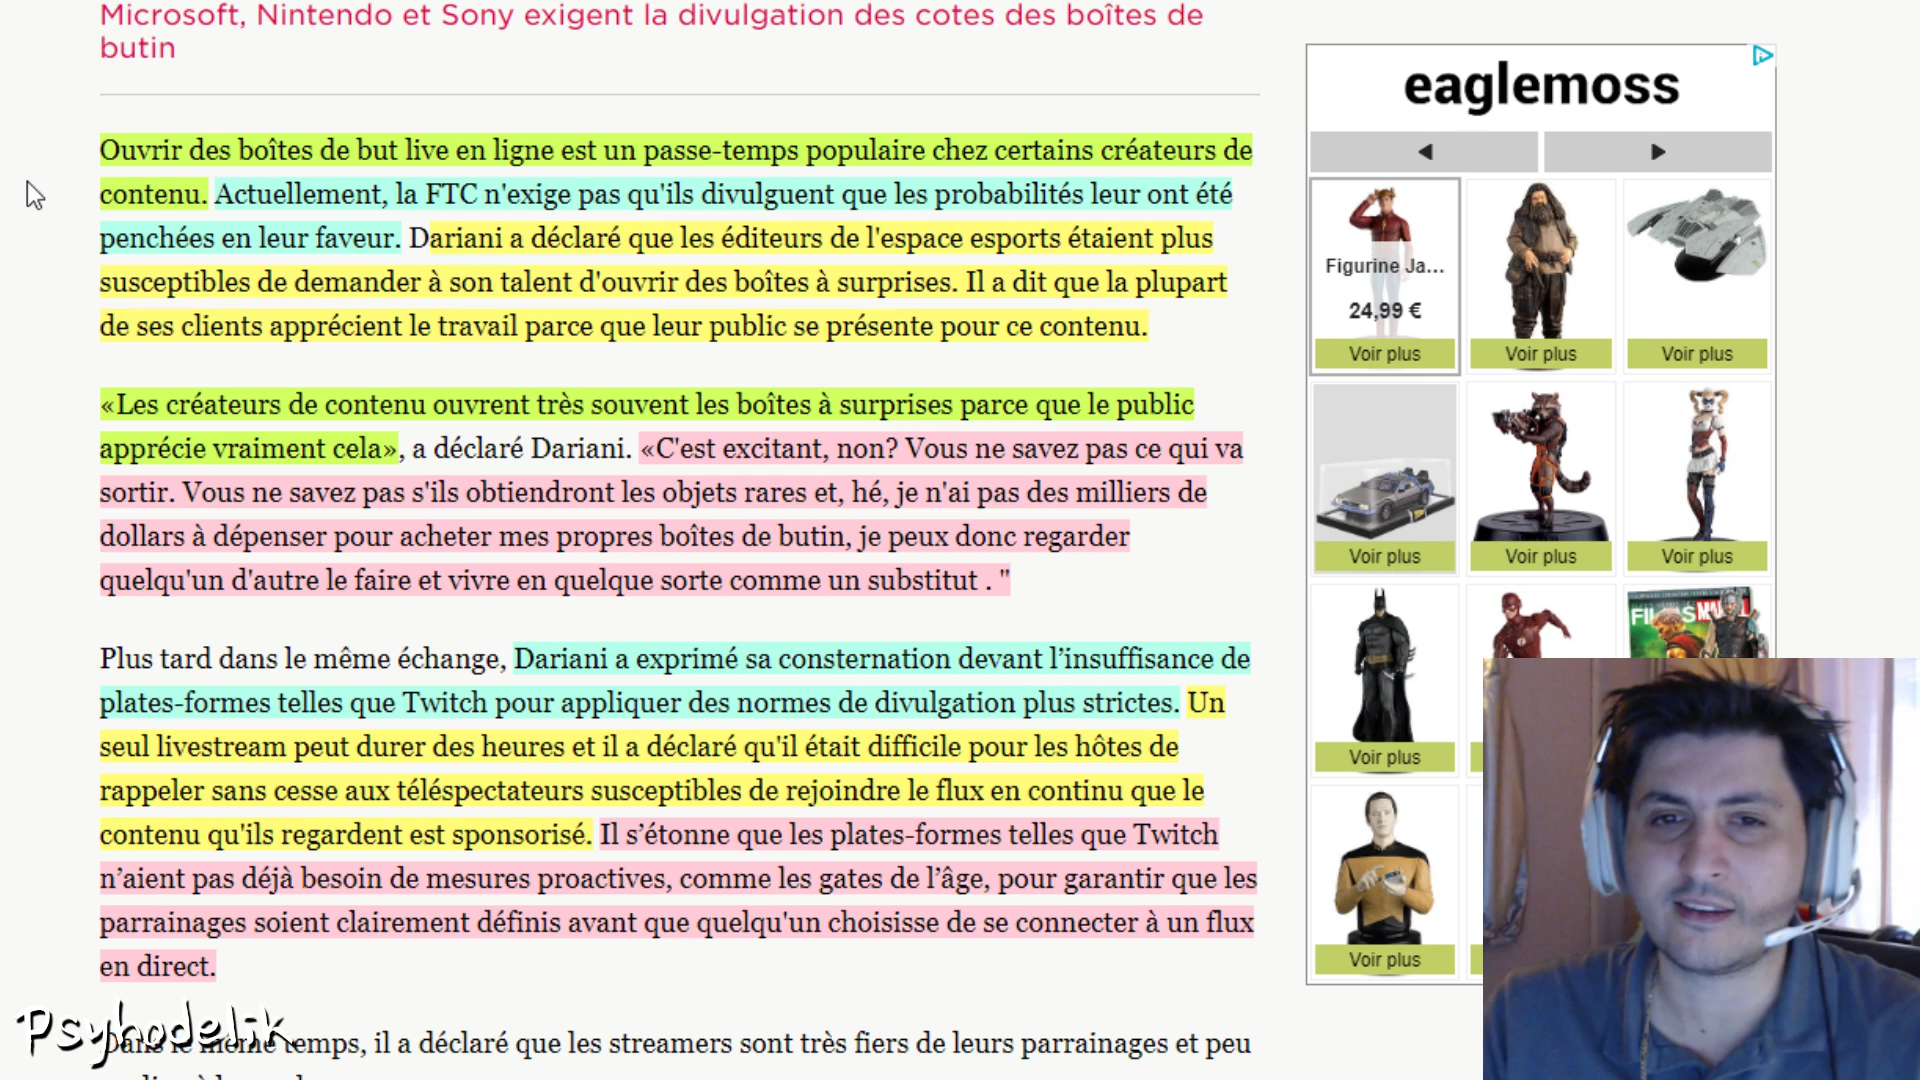 Microsoft, Nintendo et Sony exigent la divulgation des cotes des boîtes de
butin
Ouvrir des boîtes de but live en ligne est un passe-temps populaire chez certains créateurs de
contenu. Actuellement, la FTC n'exige pas qu'ils divulguent que les probabilités leur ont été
penchées en leur faveur. Dariani a déclaré que les éditeurs de l'espace esports étaient plus
susceptibles de demander à son talent d'ouvrir des boîtes à surprises. Il a dit que la plupart
de ses clients apprécient le travail parce que leur public se présente pour ce contenu.
«Les créateurs de contenu ouvrent très souvent les boîtes à surprises parce que le public
apprécie vraiment cela», a déclaré Dariani. «C'est excitant, non? Vous ne savez pas ce qui va
sortir. Vous ne savez pas s'ils obtiendront les objets rares et, hé, je n'ai pas des milliers de
dollars à dépenser pour acheter mes propres boîtes de butin, je peux donc regarder
quelqu'un d'autre le faire et vivre en quelque sorte comme un substitut . "
Plus tard dans le même échange, Dariani a exprimé sa consternation devant l’insuffisance de
plates-formes telles que Twitch pour appliquer des normes de divulgation plus strictes. Un
seul livestream peut durer des heures et il a déclaré qu'il était difficile pour les hôtes de
rappeler sans cesse aux téléspectateurs susceptibles de rejoindre le flux en continu que le
contenu qu'ils regardent est sponsorisé. Il s’étonne que les plates-formes telles que Twitch
n’aient pas déjà besoin de mesures proactives, comme les gates de l’âge, pour garantir que les
parrainages soient clairement définis avant que quelqu'un choisisse de se connecter à un flux
en direct.
Dans le même temps, il a déclaré que les streamers sont très fiers de leurs parrainages et peu
Psyhodelik
eaglemoss
Figurine Ja...
24,99 €
Voir plus
Voir plus
Voir plus
Voir plus
Voir plus
Voir plus
Voir plus
Voir plus